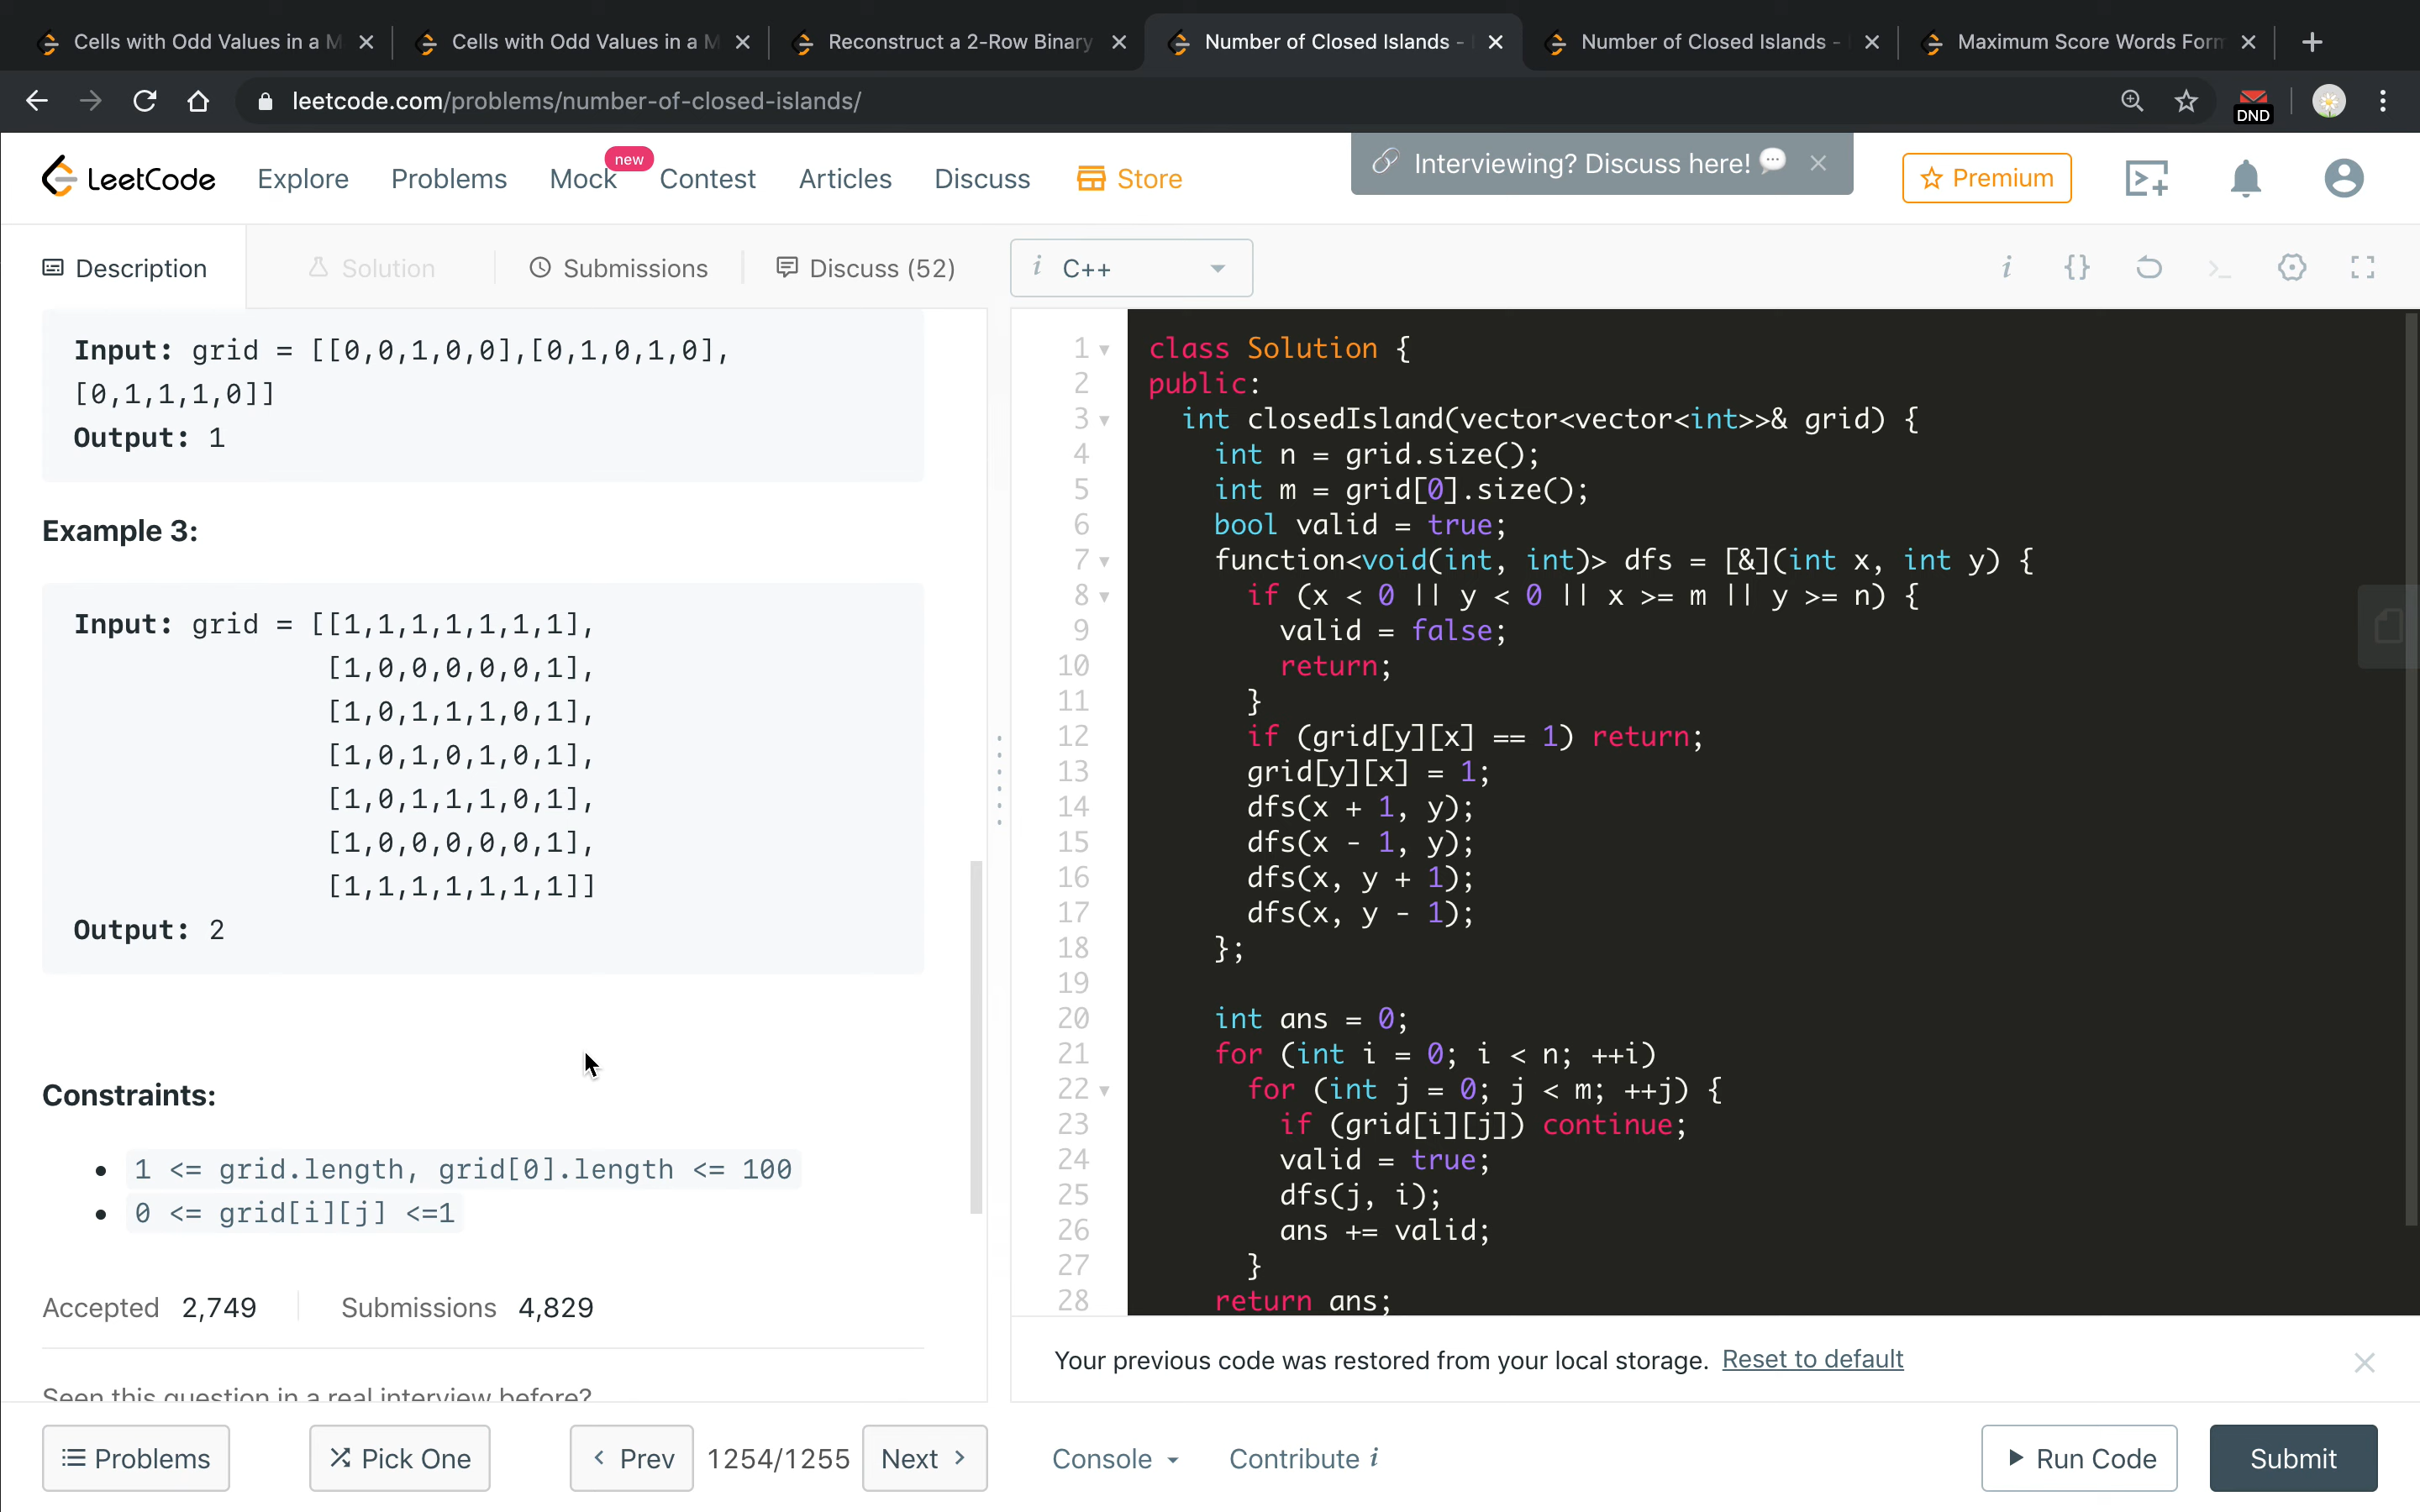 Cells with Odd Values in a M
Cells with Odd Values in a M
Reconstruct a 2-Row Binary
Number of Closed Islands -
Number of Closed Islands -
Maximum Score Words Form
leetcode.com/problems/number-of-closed-islands/
DND
LeetCode
Explore
Problems
Mock
new
Contest
Articles
Discuss
Store
Interviewing? Discuss here!
Premium
Description
Solution
Submissions
Discuss (52)
i C++
Input: grid = [[0,0,1,0,0],[0,1,0,1,0],
[0,1,1,1,0]]
Output: 1
Example 3:
Input: grid = [[1,1,1,1,1,1,1],
[1,0,0,0,0,0,1],
[1,0,1,1,1,0,1],
[1,0,1,0,1,0,1],
[1,0,1,1,1,0,1],
[1,0,0,0,0,0,1],
[1,1,1,1,1,1,1]]
Output: 2
Constraints:
• 1 <= grid.length, grid[0].length <= 100
• 0 <= grid[i][j] <=1
Accepted 2,749
Submissions 4,829
Seen this question in a real interview before?
1 class Solution {
2 public:
3 int closedIsland(vector<vector<int>>& grid) {
4 int n = grid.size();
5 int m = grid[0].size();
6 bool valid = true;
7 function<void(int, int)> dfs = [&](int x, int y) {
8 if (x < 0 || y < 0 || x >= m || y >= n) {
9 valid = false;
10 return;
11 }
12 if (grid[y][x] == 1) return;
13 grid[y][x] = 1;
14 dfs(x + 1, y);
15 dfs(x - 1, y);
16 dfs(x, y + 1);
17 dfs(x, y - 1);
18 };
19
20 int ans = 0;
21 for (int i = 0; i < n; ++i)
22 for (int j = 0; j < m; ++j) {
23 if (grid[i][j]) continue;
24 valid = true;
25 dfs(j, i);
26 ans += valid;
27 }
28 return ans;
Your previous code was restored from your local storage. Reset to default
Problems
Pick One
Prev
1254/1255
Next
Console
Contribute i
Run Code
Submit